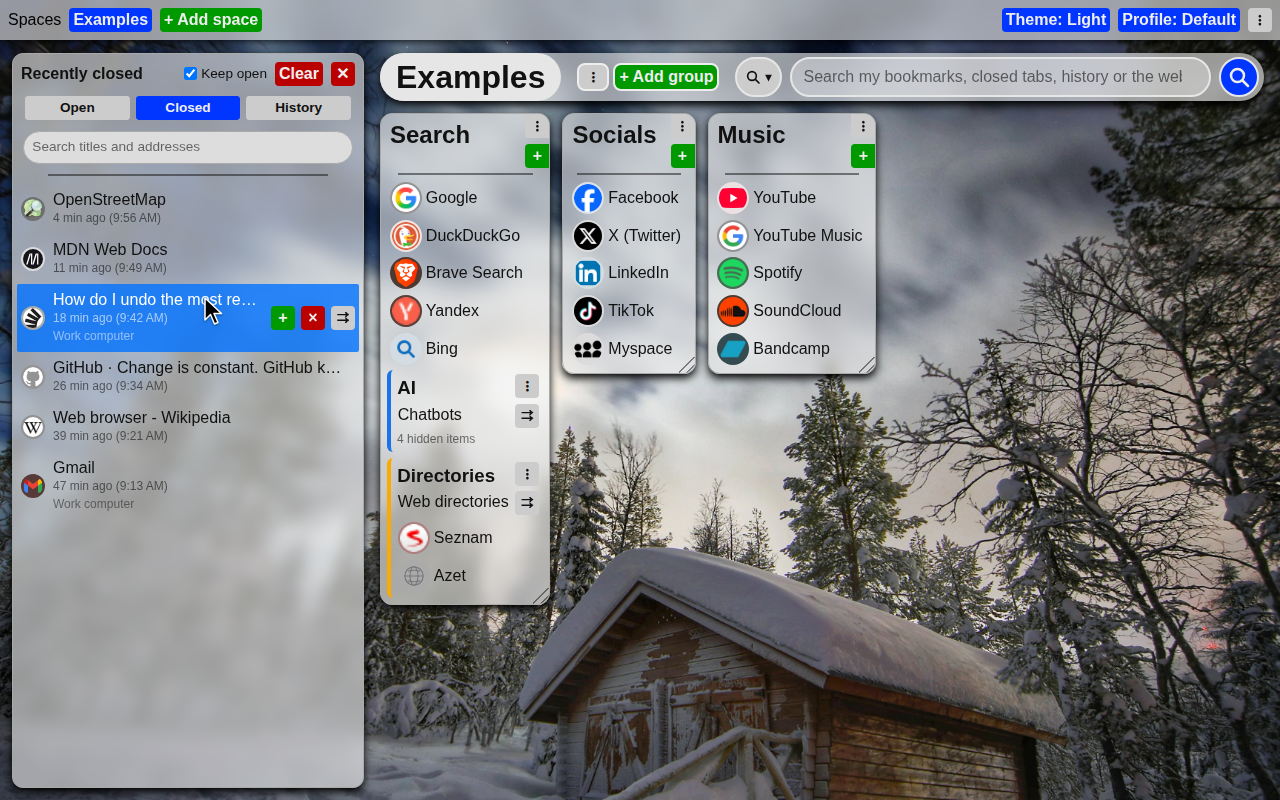 Spaces Examples + Add space Theme: Light Profile: Default
Recently closed Keep open Clear
Open Closed History
Search titles and addresses
OpenStreetMap
4 min ago (9:56 AM)
MDN Web Docs
11 min ago (9:49 AM)
How do I undo the most re…
18 min ago (9:42 AM)
Work computer
GitHub · Change is constant. GitHub k…
26 min ago (9:34 AM)
Web browser - Wikipedia
39 min ago (9:21 AM)
Gmail
47 min ago (9:13 AM)
Work computer
Examples + Add group Search my bookmarks, closed tabs, history or the wel
Search
Google
DuckDuckGo
Brave Search
Yandex
Bing
AI
Chatbots
4 hidden items
Directories
Web directories
Seznam
Azet
Socials
Facebook
X (Twitter)
LinkedIn
TikTok
Myspace
Music
YouTube
YouTube Music
Spotify
SoundCloud
Bandcamp